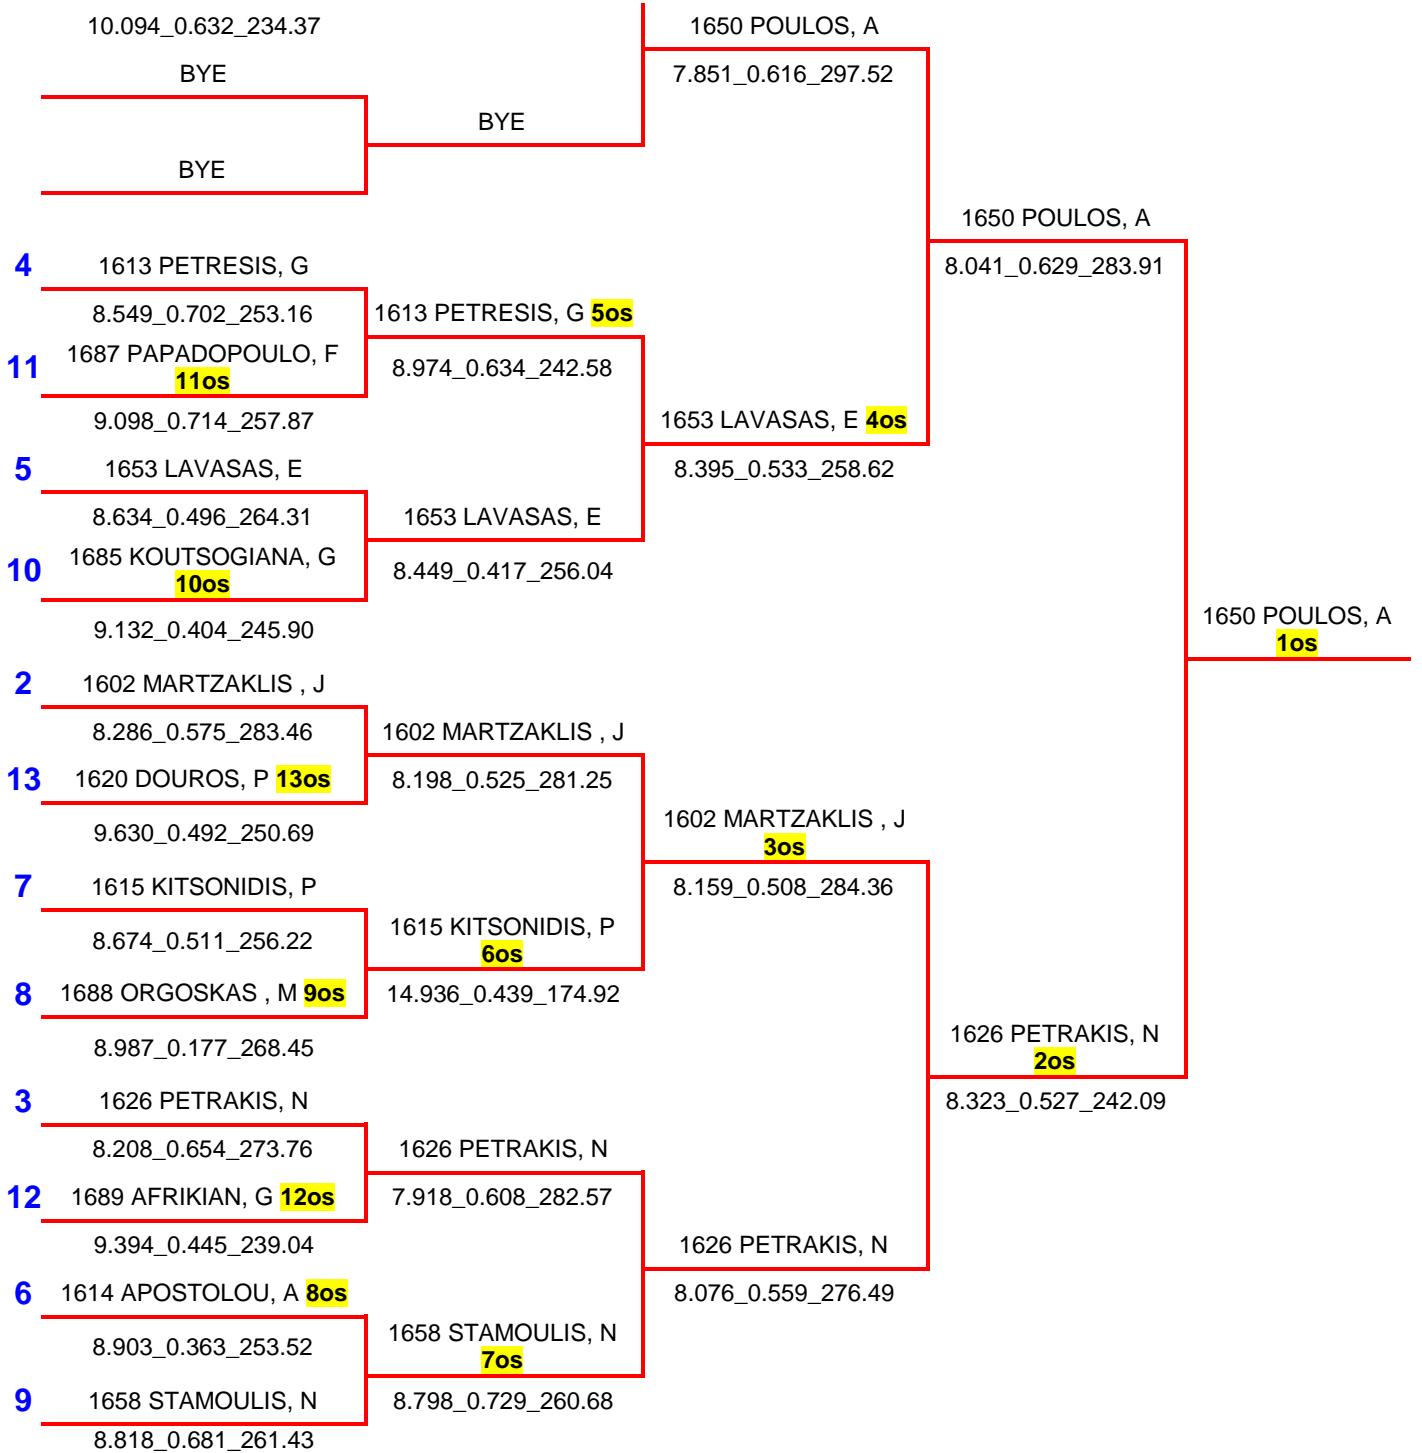 10.094_0.632_234.37
BYE
BYE
BYE
1650 POULOS, A
7.851_0.616_297.52
1650 POULOS, A
8.041_0.629_283.91
4
1613 PETRESIS, G
8.549_0.702_253.16
11
1687 PAPADOPOULO, F
11os
9.098_0.714_257.87
1613 PETRESIS, G 5os
8.974_0.634_242.58
5
1653 LAVASAS, E
8.634_0.496_264.31
10
1685 KOUTSOGIANA, G
10os
9.132_0.404_245.90
1653 LAVASAS, E
8.449_0.417_256.04
1653 LAVASAS, E 4os
8.395_0.533_258.62
1650 POULOS, A
1os
2
1602 MARTZAKLIS , J
8.286_0.575_283.46
13
1620 DOUROS, P 13os
9.630_0.492_250.69
1602 MARTZAKLIS , J
8.198_0.525_281.25
7
1615 KITSONIDIS, P
8.674_0.511_256.22
8
1688 ORGOSKAS , M 9os
8.987_0.177_268.45
1615 KITSONIDIS, P
6os
14.936_0.439_174.92
1602 MARTZAKLIS , J
3os
8.159_0.508_284.36
1626 PETRAKIS, N
2os
8.323_0.527_242.09
3
1626 PETRAKIS, N
8.208_0.654_273.76
12
1689 AFRIKIAN, G 12os
9.394_0.445_239.04
1626 PETRAKIS, N
7.918_0.608_282.57
6
1614 APOSTOLOU, A 8os
8.903_0.363_253.52
9
1658 STAMOULIS, N
8.818_0.681_261.43
1658 STAMOULIS, N
7os
8.798_0.729_260.68
1626 PETRAKIS, N
8.076_0.559_276.49